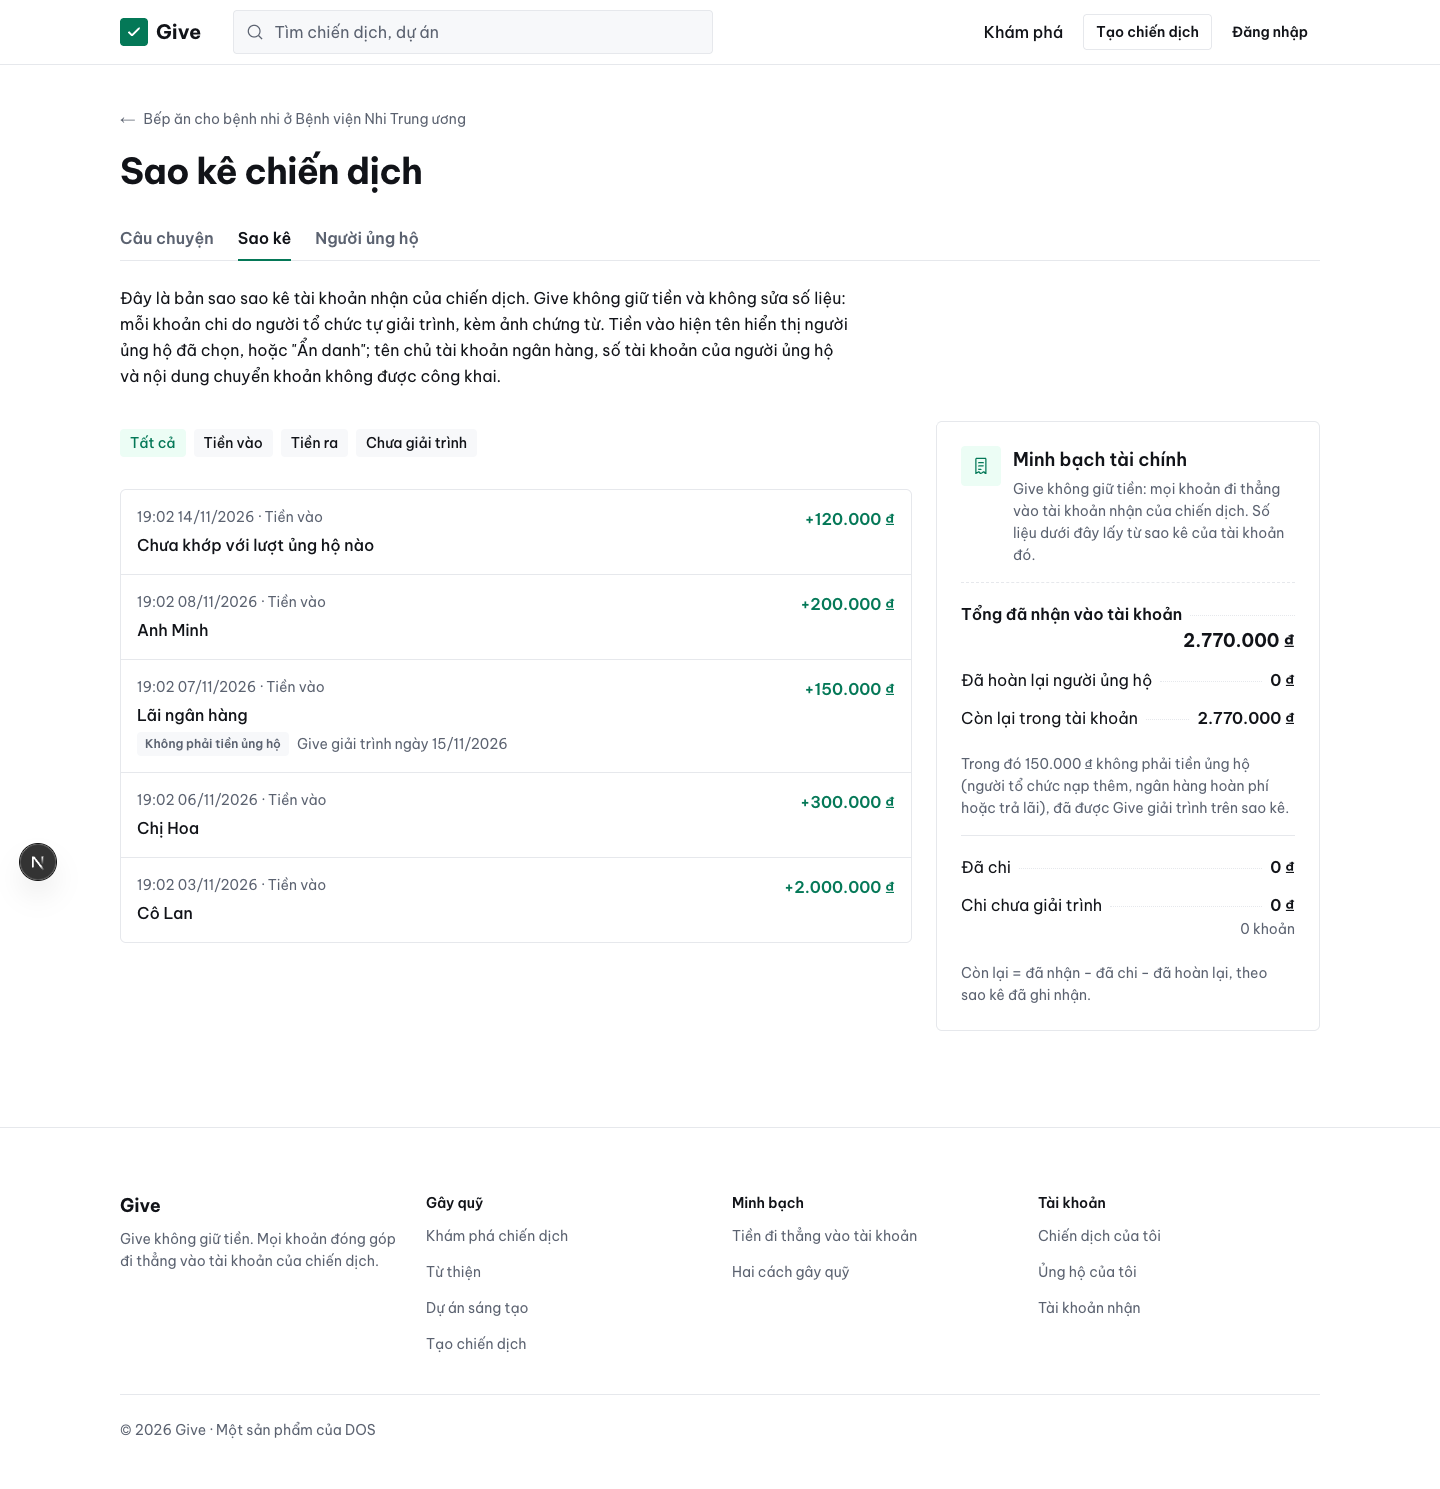 Give
Tìm chiến dịch, dự án
Khám phá
Tạo chiến dịch
Đăng nhập
← Bếp ăn cho bệnh nhi ở Bệnh viện Nhi Trung ương
Sao kê chiến dịch
Câu chuyện
Sao kê
Người ủng hộ
Đây là bản sao sao kê tài khoản nhận của chiến dịch. Give không giữ tiền và không sửa số liệu:
mỗi khoản chi do người tổ chức tự giải trình, kèm ảnh chứng từ. Tiền vào hiện tên hiển thị người
ủng hộ đã chọn, hoặc "Ẩn danh"; tên chủ tài khoản ngân hàng, số tài khoản của người ủng hộ
và nội dung chuyển khoản không được công khai.
Tất cả
Tiền vào
Tiền ra
Chưa giải trình
19:02 14/11/2026 · Tiền vào
+120.000 ₫
Chưa khớp với lượt ủng hộ nào
19:02 08/11/2026 · Tiền vào
+200.000 ₫
Anh Minh
19:02 07/11/2026 · Tiền vào
+150.000 ₫
Lãi ngân hàng
Không phải tiền ủng hộ
Give giải trình ngày 15/11/2026
19:02 06/11/2026 · Tiền vào
+300.000 ₫
Chị Hoa
19:02 03/11/2026 · Tiền vào
+2.000.000 ₫
Cô Lan
Minh bạch tài chính
Give không giữ tiền: mọi khoản đi thẳng
vào tài khoản nhận của chiến dịch. Số
liệu dưới đây lấy từ sao kê của tài khoản
đó.
Tổng đã nhận vào tài khoản
2.770.000 ₫
Đã hoàn lại người ủng hộ
0 ₫
Còn lại trong tài khoản
2.770.000 ₫
Trong đó 150.000 ₫ không phải tiền ủng hộ
(người tổ chức nạp thêm, ngân hàng hoàn phí
hoặc trả lãi), đã được Give giải trình trên sao kê.
Đã chi
0 ₫
Chi chưa giải trình
0 ₫
0 khoản
Còn lại = đã nhận − đã chi − đã hoàn lại, theo
sao kê đã ghi nhận.
Give
Give không giữ tiền. Mọi khoản đóng góp
đi thẳng vào tài khoản của chiến dịch.
Gây quỹ
Khám phá chiến dịch
Từ thiện
Dự án sáng tạo
Tạo chiến dịch
Minh bạch
Tiền đi thẳng vào tài khoản
Hai cách gây quỹ
Tài khoản
Chiến dịch của tôi
Ủng hộ của tôi
Tài khoản nhận
© 2026 Give · Một sản phẩm của DOS